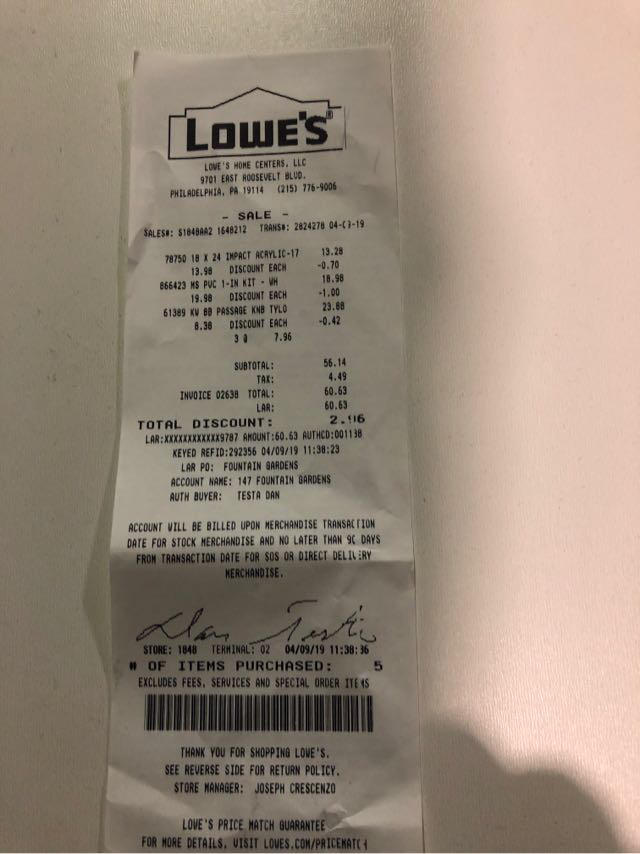 LOWE'S®
LOWE'S HOME CENTERS, LLC
9701 EAST ROOSEVELT BLVD.
PHILADELPHIA, PA 19114 (215) 776-9006
- SALE -
SALES#: S1848AA2 1648212 TRANS#: 2824278 04-09-19
78750 18 X 24 IMPACT ACRYLIC-17 13.28
13.98 DISCOUNT EACH -0.70
866423 MS PVC 1-IN KIT - WH 18.98
19.98 DISCOUNT EACH -1.00
61389 KW BB PASSAGE KNB TYLO 23.88
8.38 DISCOUNT EACH -0.42
3 @ 7.96
SUBTOTAL: 56.14
TAX: 4.49
INVOICE 02638 TOTAL: 60.63
LAR: 60.63
TOTAL DISCOUNT: 2.96
LAR:XXXXXXXXXXXX9787 AMOUNT:60.63 AUTHCD:001138
KEYED REFID:292356 04/09/19 11:38:23
LAR PO: FOUNTAIN GARDENS
ACCOUNT NAME: 147 FOUNTAIN GARDENS
AUTH BUYER: TESTA DAN
ACCOUNT WILL BE BILLED UPON MERCHANDISE TRANSACTION
DATE FOR STOCK MERCHANDISE AND NO LATER THAN 90 DAYS
FROM TRANSACTION DATE FOR SOS OR DIRECT DELIVERY
MERCHANDISE.
Dan Testa
STORE: 1848 TERMINAL: 02 04/09/19 11:38:36
# OF ITEMS PURCHASED: 5
EXCLUDES FEES, SERVICES AND SPECIAL ORDER ITEMS
THANK YOU FOR SHOPPING LOWE'S.
SEE REVERSE SIDE FOR RETURN POLICY.
STORE MANAGER: JOSEPH CRESCENZO
LOWE'S PRICE MATCH GUARANTEE
FOR MORE DETAILS, VISIT LOWES.COM/PRICEMATCH